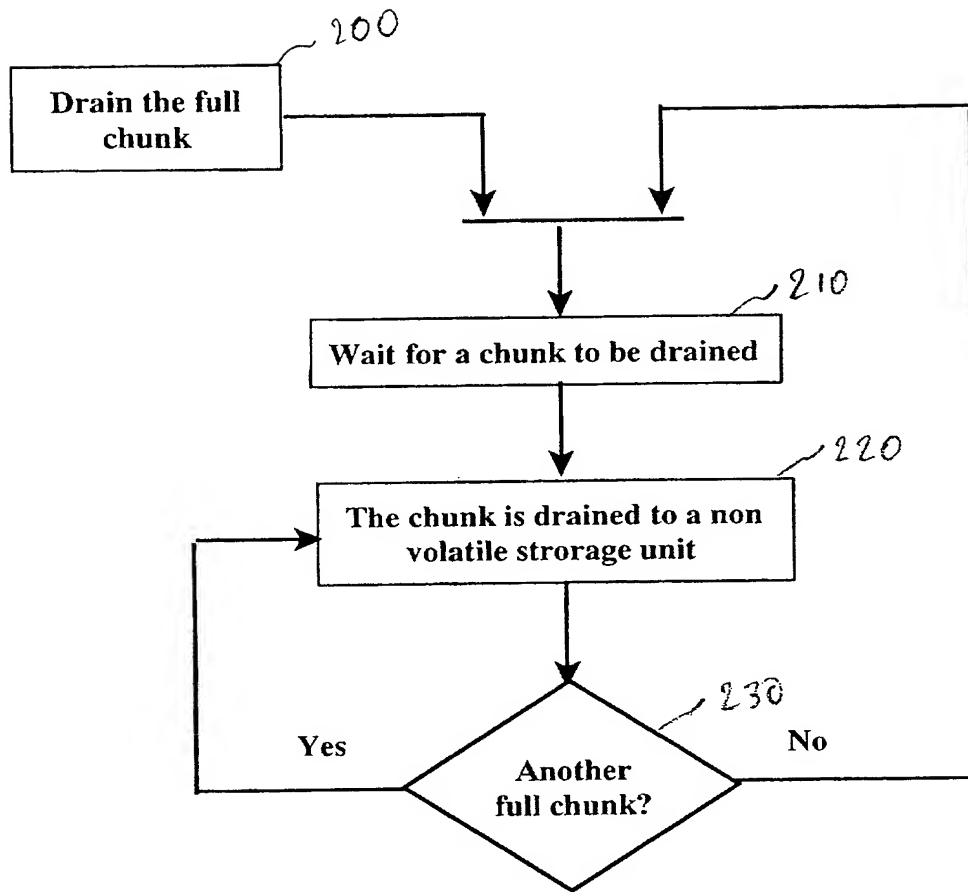 200
Drain the full
chunk
210
Wait for a chunk to be drained
220
The chunk is drained to a non
volatile strorage unit
230
Yes
No
Another
full chunk?